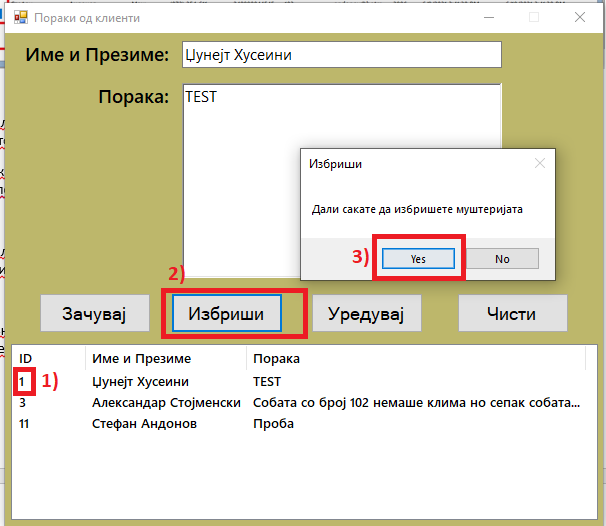 Пораки од клиенти
Име и Презиме: Џунејт Хусеини
Порака: TEST
Избриши
Дали сакате да избришете муштеријата
3) Yes No
2)
Зачувај Избриши Уредувај Чисти
ID Име и Презиме Порака
1 Џунејт Хусеини TEST
1)
3 Александар Стојменски Собата со број 102 немаше клима но сепак собата...
11 Стефан Андонов Проба